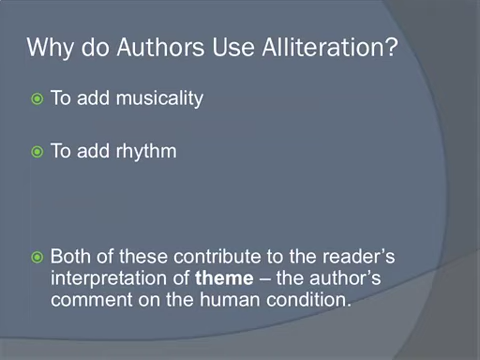 Why do Authors Use Alliteration?
To add musicality
To add rhythm
Both of these contribute to the reader's
interpretation of theme – the author's
comment on the human condition.